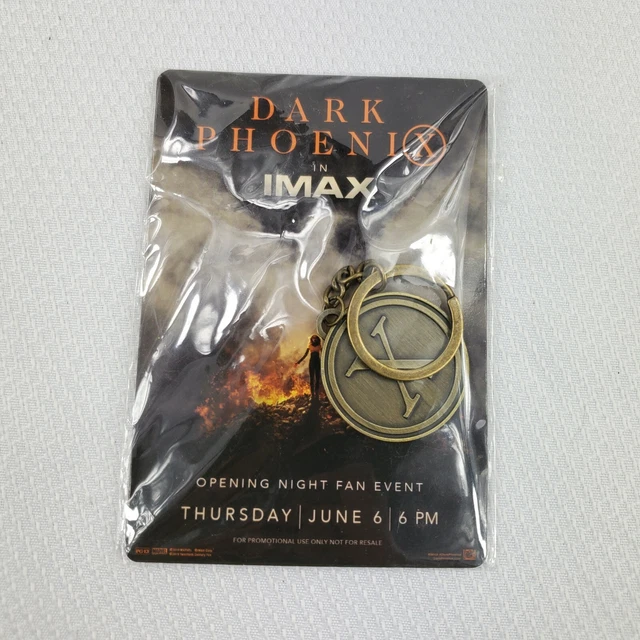 DARK
PHOENIX
IN
IMAX
OPENING NIGHT FAN EVENT
THURSDAY | JUNE 6 | 6 PM
FOR PROMOTIONAL USE ONLY NOT FOR RESALE
MARVEL
X